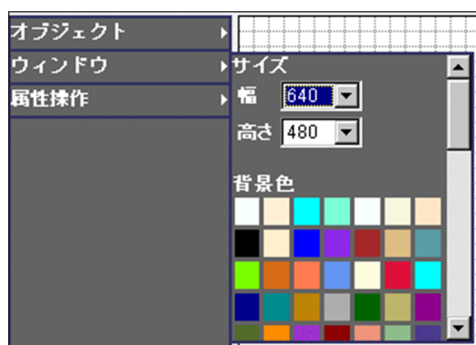 オブジェクト
ウィンドウ
属性操作
サイズ
幅 640
高さ 480
背景色